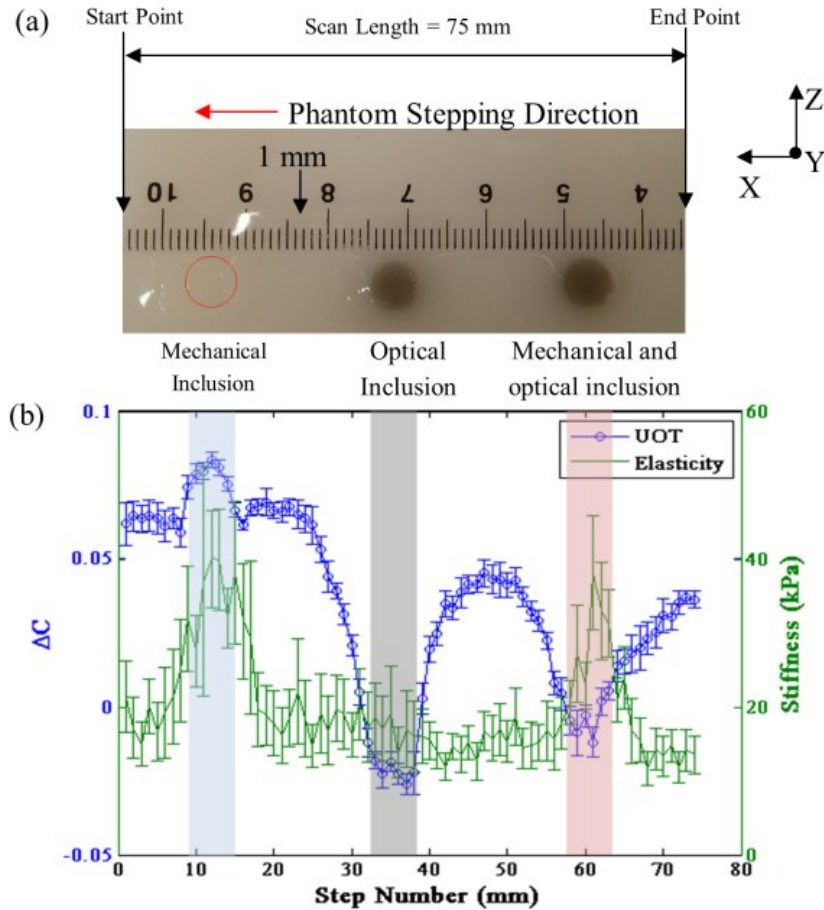 (a)
Start Point
Scan Length = 75 mm
End Point
Phantom Stepping Direction
1 mm
Z
Y
X
10 9 8 7 6 5 4
Mechanical
Inclusion
Optical
Inclusion
Mechanical and
optical inclusion
(b)
UOT
Elasticity
0.1
0.05
0
-0.05
ΔC
60
40
20
0
Stiffness (kPa)
0 10 20 30 40 50 60 70 80
Step Number (mm)